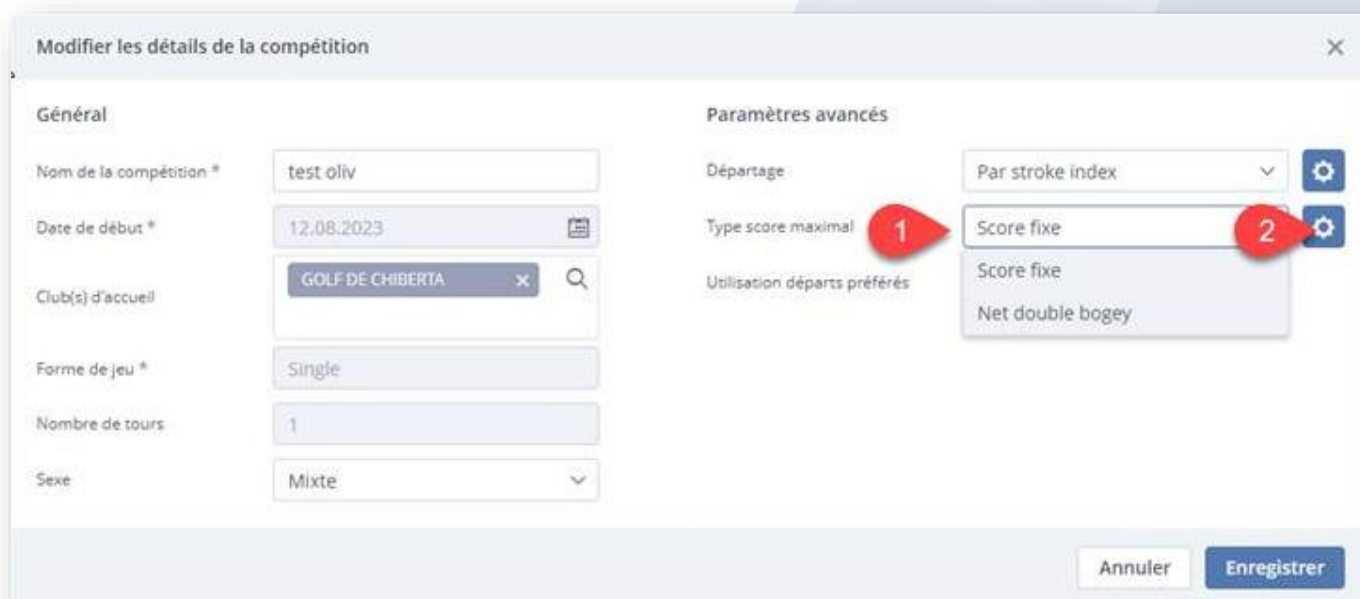 Modifier les détails de la compétition
Général
Nom de la compétition * test oliv
Date de début * 12.08.2023
Club(s) d'accueil GOLF DE CHIBERTA x
Forme de jeu * Single
Nombre de tours 1
Sexe Mixte
Paramètres avancés
Départage Par stroke index
Type score maximal 1 Score fixe 2
Utilisation départs préférés
Score fixe
Net double bogey
Annuler Enregistrer